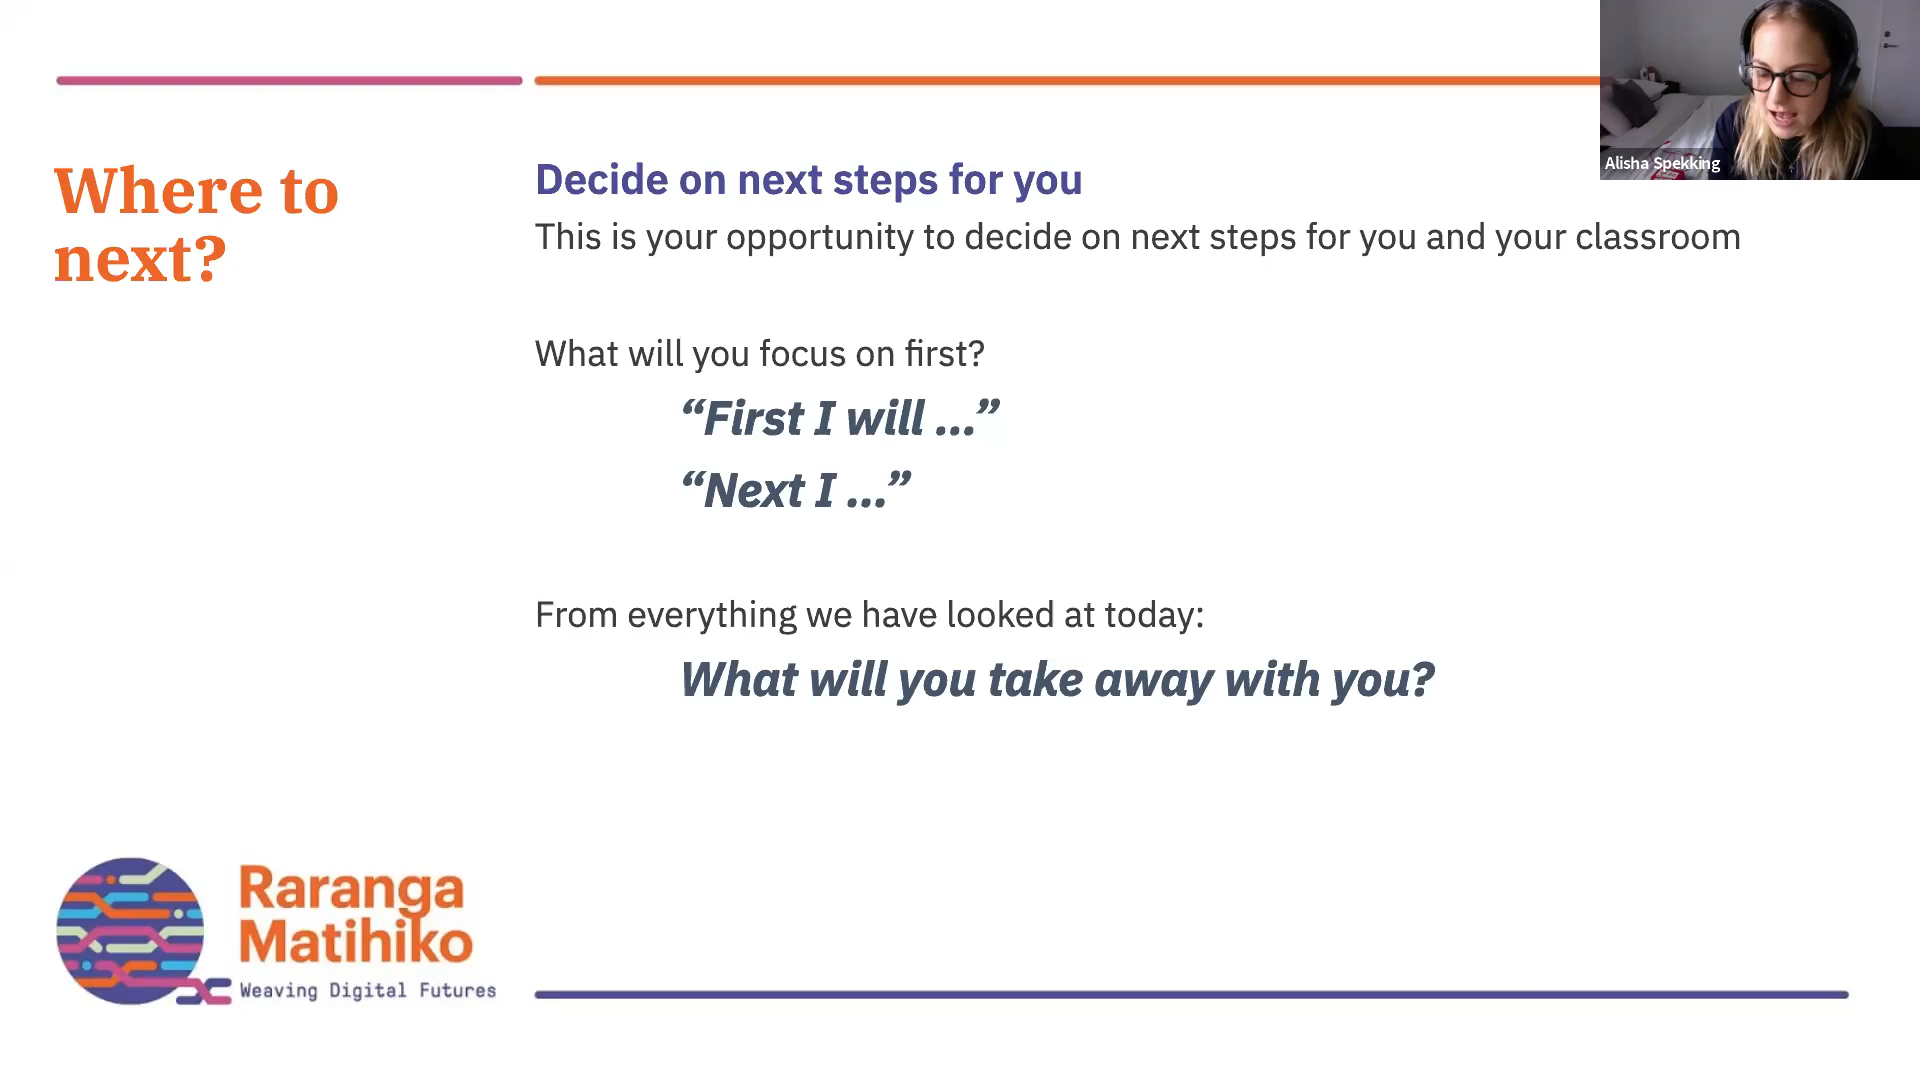 Where to
next?
Decide on next steps for you
This is your opportunity to decide on next steps for you and your classroom
What will you focus on first?
“First I will ...”
“Next I ...”
From everything we have looked at today:
What will you take away with you?
Alisha Spekking
Raranga
Matihiko
Weaving Digital Futures